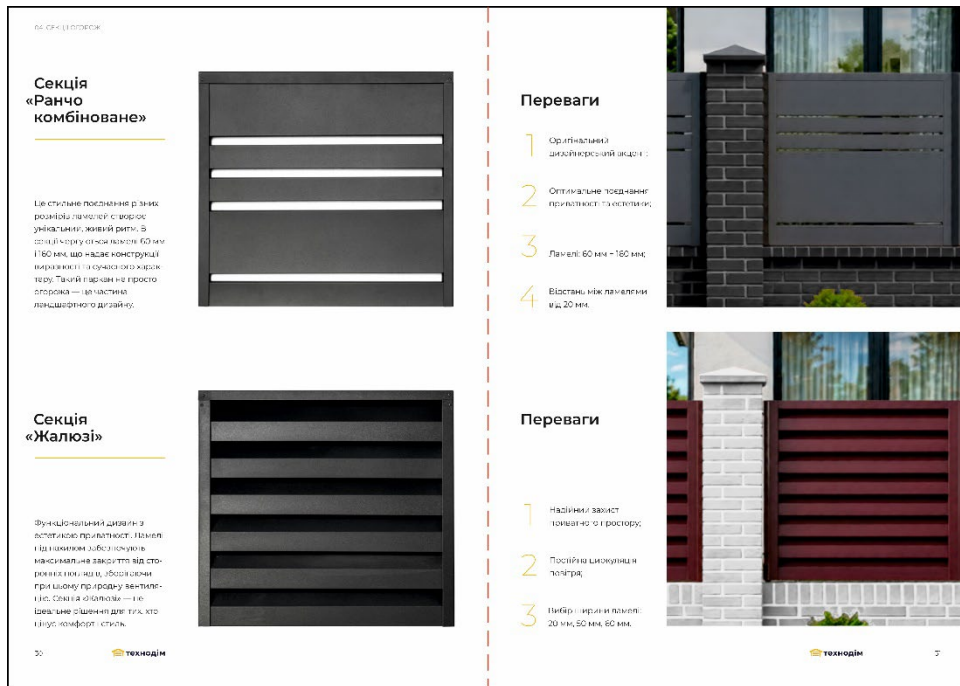 04. СЕКЦІЇ ОГОРОЖ
Секція
«Ранчо
комбіноване»
Це стильне поєднання різних
розмірів ламелей створює
унікальний, живий ритм. В
секції чергуються ламелі 60 мм
і 160 мм, що надає конструкції
виразності та сучасного харак-
теру. Такий паркан не просто
огорожа — це частина
ландшафтного дизайну.
Переваги
1 Оригінальний
дизайнерський акцент;
2 Оптимальне поєднання
приватності та естетики;
3 Ламелі: 60 мм – 160 мм;
4 Відстань між ламелями
від 20 мм.
Секція
«Жалюзі»
Функціональний дизайн з
естетикою приватності. Ламелі
під нахилом забезпечують
максимальне закриття від сто-
ронніх поглядів, зберігаючи
при цьому природну вентиля-
цію. Секція «Жалюзі» — це
ідеальне рішення для тих, хто
цінує комфорт і стиль.
Переваги
1 Надійний захист
приватного простору;
2 Постійна циркуляція
повітря;
3 Вибір ширини ламелі:
20 мм, 50 мм, 60 мм.
30
технодім
технодім
31